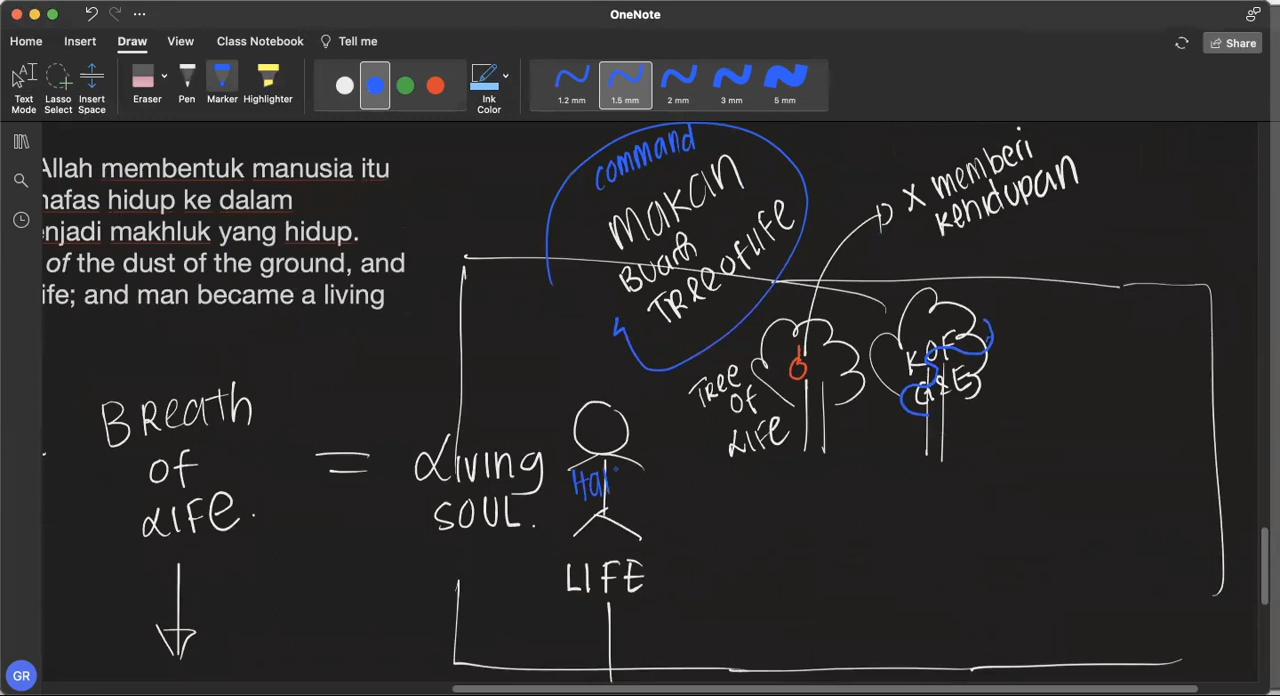 OneNote
Home Insert Draw View Class Notebook Tell me
Share
Text Mode
Lasso Select
Insert Space
Eraser
Pen
Marker
Highlighter
Ink Color
1.2 mm
1.5 mm
2 mm
3 mm
5 mm
Allah membentuk manusia itu
nafas hidup ke dalam
enjadi makhluk yang hidup.
of the dust of the ground, and
ife; and man became a living
command
MAKAN
BUAH
TREE OF LIFE
X memberi
kehidupan
TREE
OF
LIFE
K OF
G&E
BREATH
OF
LIFE.
=
LIVING
SOUL.
LIFE
GR